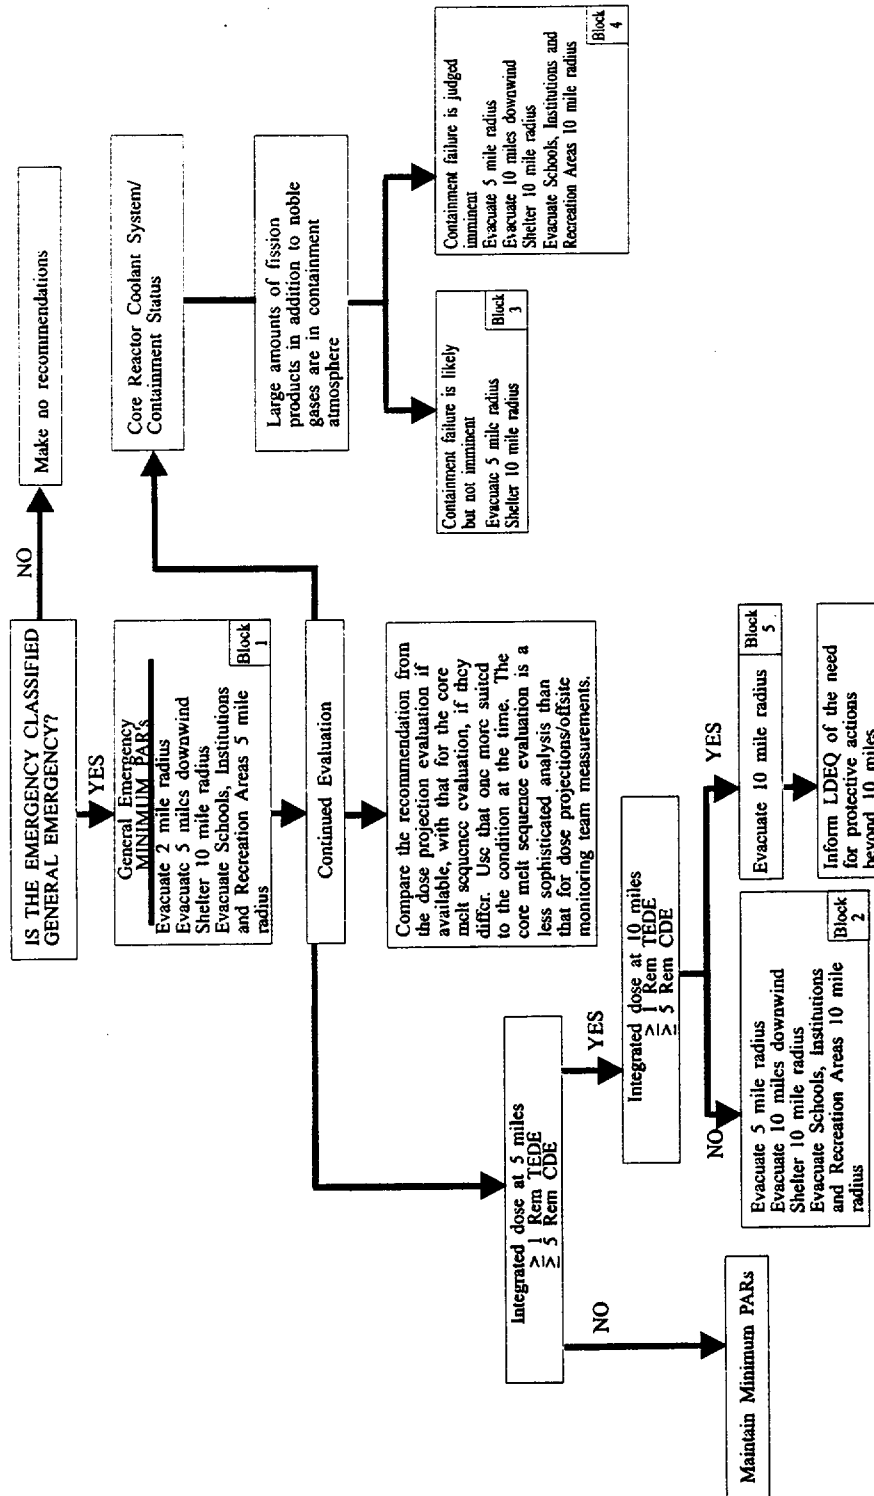 IS THE EMERGENCY CLASSIFIED
GENERAL EMERGENCY?
NO
Make no recommendations
YES
General Emergency
MINIMUM PAR's
Evacuate 2 mile radius
Evacuate 5 miles downwind
Shelter 10 mile radius
Evacuate Schools, Institutions
and Recreation Areas 5 mile
radius
Block
1
Continued Evaluation
Core Reactor Coolant System/
Containment Status
Large amounts of fission
products in addition to noble
gases are in containment
atmosphere
Containment failure is likely
but not imminent
Evacuate 5 mile radius
Shelter 10 mile radius
Block
3
Containment failure is judged
imminent
Evacuate 5 mile radius
Evacuate 10 miles downwind
Shelter 10 mile radius
Evacuate Schools, Institutions and
Recreation Areas 10 mile radius
Block
4
Compare the recommendation from
the dose projection evaluation if
available, with that for the core
melt sequence evaluation, if they
differ. Use that one more suited
to the condition at the time. The
core melt sequence evaluation is a
less sophisticated analysis than
that for dose projections/offsite
monitoring team measurements.
Integrated dose at 5 miles
≥ 1 Rem TEDE
≥ 5 Rem CDE
NO
YES
Maintain Minimum PARs
Integrated dose at 10 miles
≥ 1 Rem TEDE
≥ 5 Rem CDE
NO
YES
Evacuate 5 mile radius
Evacuate 10 miles downwind
Shelter 10 mile radius
Evacuate Schools, Institutions
and Recreation Areas 10 mile
radius
Block
2
Evacuate 10 mile radius
Block
5
Inform LDEQ of the need
for protective actions
beyond 10 miles